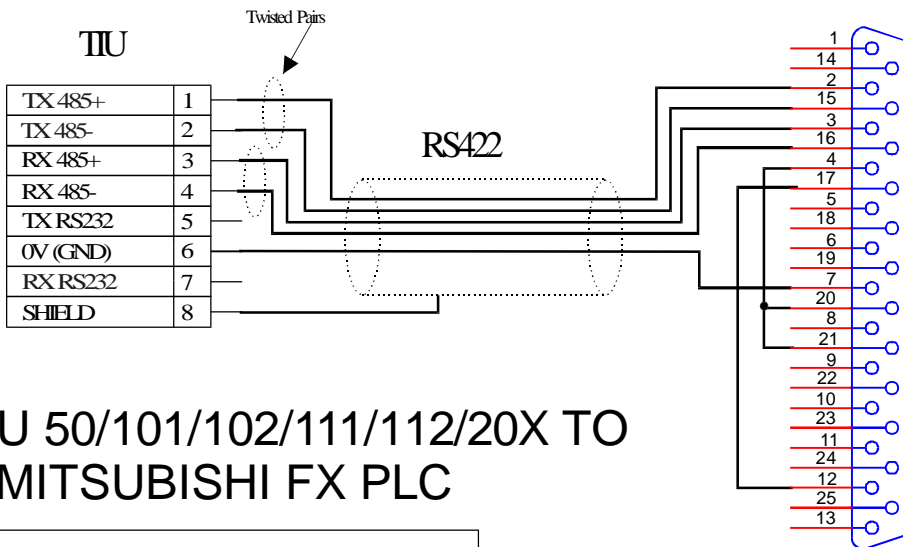 Twisted Pairs
TIU
TX 485+ 1
TX 485- 2
RX 485+ 3
RX 485- 4
TX RS232 5
0V (GND) 6
RX RS232 7
SHIELD 8
RS422
1
14
2
15
3
16
4
17
5
18
6
19
7
20
8
21
9
22
10
23
11
24
12
25
13
U 50/101/102/111/112/20X TO
MITSUBISHI FX PLC